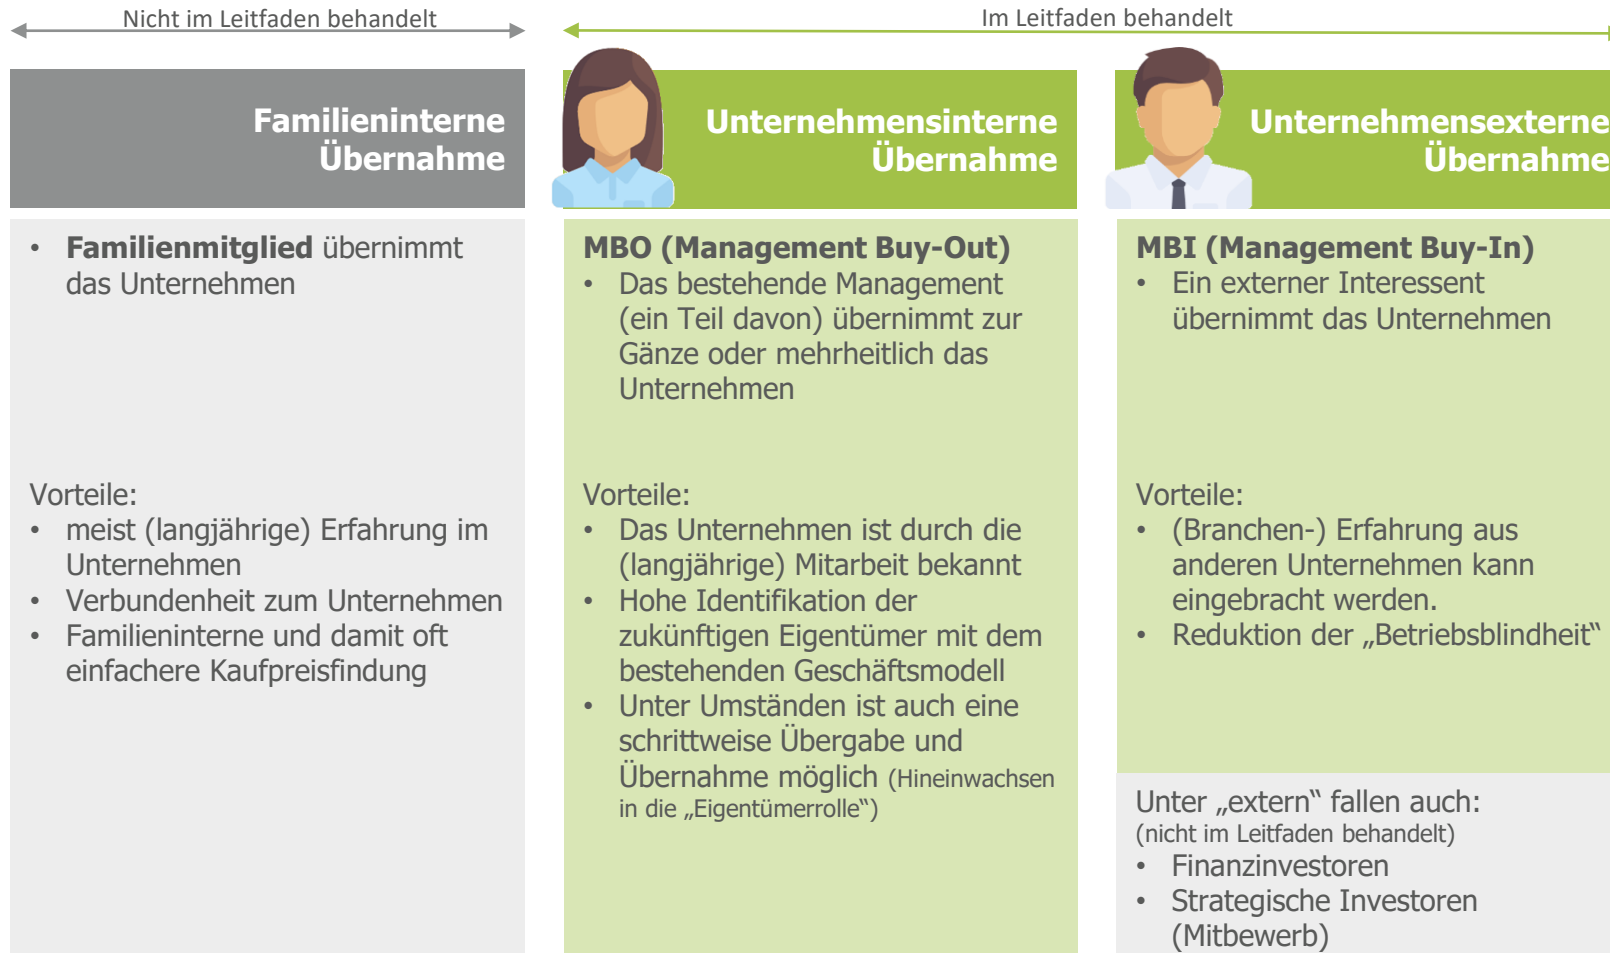 Nicht im Leitfaden behandelt
Im Leitfaden behandelt
Familieninterne
Übernahme
• Familienmitglied übernimmt
das Unternehmen
Vorteile:
• meist (langjährige) Erfahrung im
Unternehmen
• Verbundenheit zum Unternehmen
• Familieninterne und damit oft
einfachere Kaufpreisfindung
Unternehmensinterne
Übernahme
MBO (Management Buy-Out)
• Das bestehende Management
(ein Teil davon) übernimmt zur
Gänze oder mehrheitlich das
Unternehmen
Vorteile:
• Das Unternehmen ist durch die
(langjährige) Mitarbeit bekannt
• Hohe Identifikation der
zukünftigen Eigentümer mit dem
bestehenden Geschäftsmodell
• Unter Umständen ist auch eine
schrittweise Übergabe und
Übernahme möglich (Hineinwachsen
in die „Eigentümerrolle“)
Unternehmensexterne
Übernahme
MBI (Management Buy-In)
• Ein externer Interessent
übernimmt das Unternehmen
Vorteile:
• (Branchen-) Erfahrung aus
anderen Unternehmen kann
eingebracht werden.
• Reduktion der „Betriebsblindheit“
Unter „extern“ fallen auch:
(nicht im Leitfaden behandelt)
• Finanzinvestoren
• Strategische Investoren
(Mitbewerb)